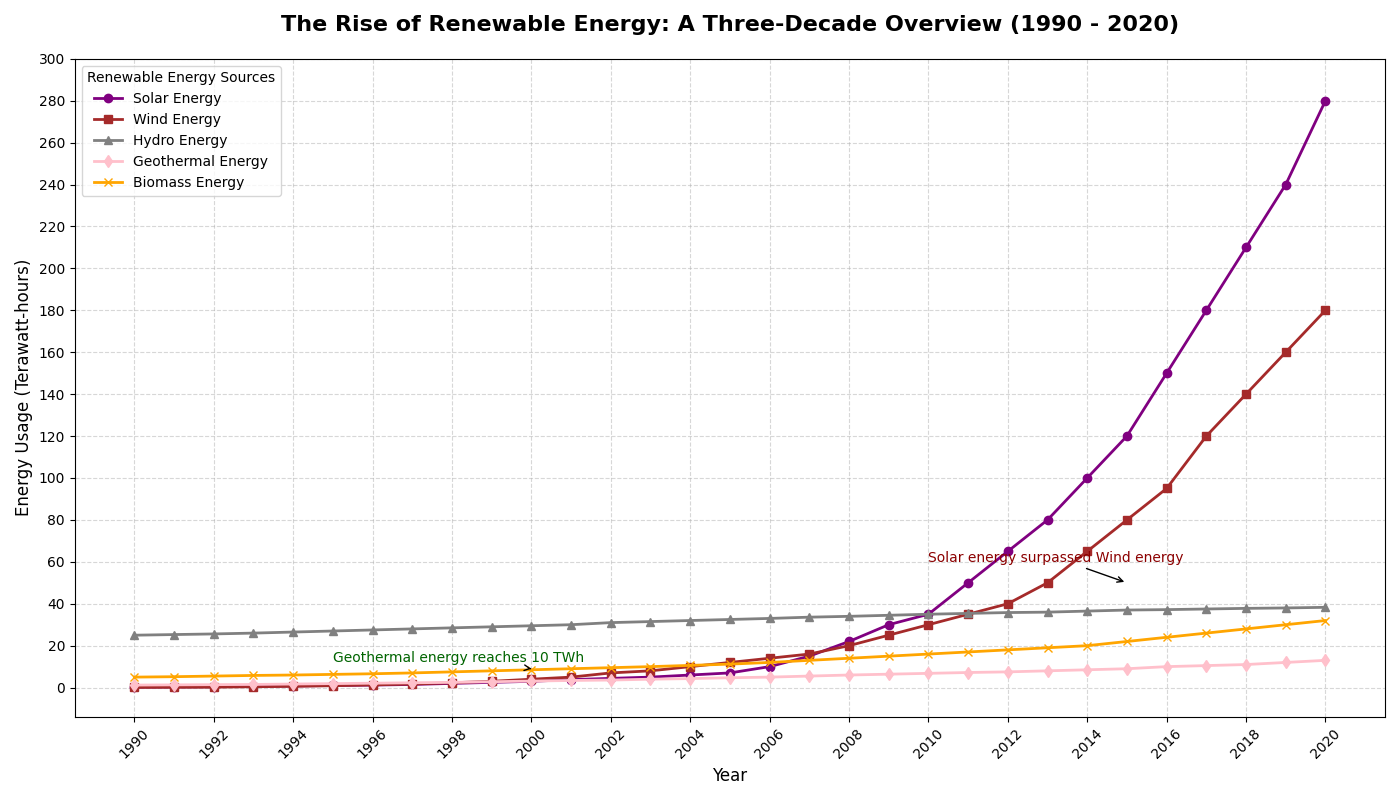 The Rise of Renewable Energy: A Three-Decade Overview (1990 - 2020)
Energy Usage (Terawatt-hours)
300
280
260
240
220
200
180
160
140
120
100
80
60
40
20
0
Renewable Energy Sources
Solar Energy
Wind Energy
Hydro Energy
Geothermal Energy
Biomass Energy
Solar energy surpassed Wind energy
Geothermal energy reaches 10 TWh
1990
1992
1994
1996
1998
2000
2002
2004
2006
2008
2010
2012
2014
2016
2018
2020
Year